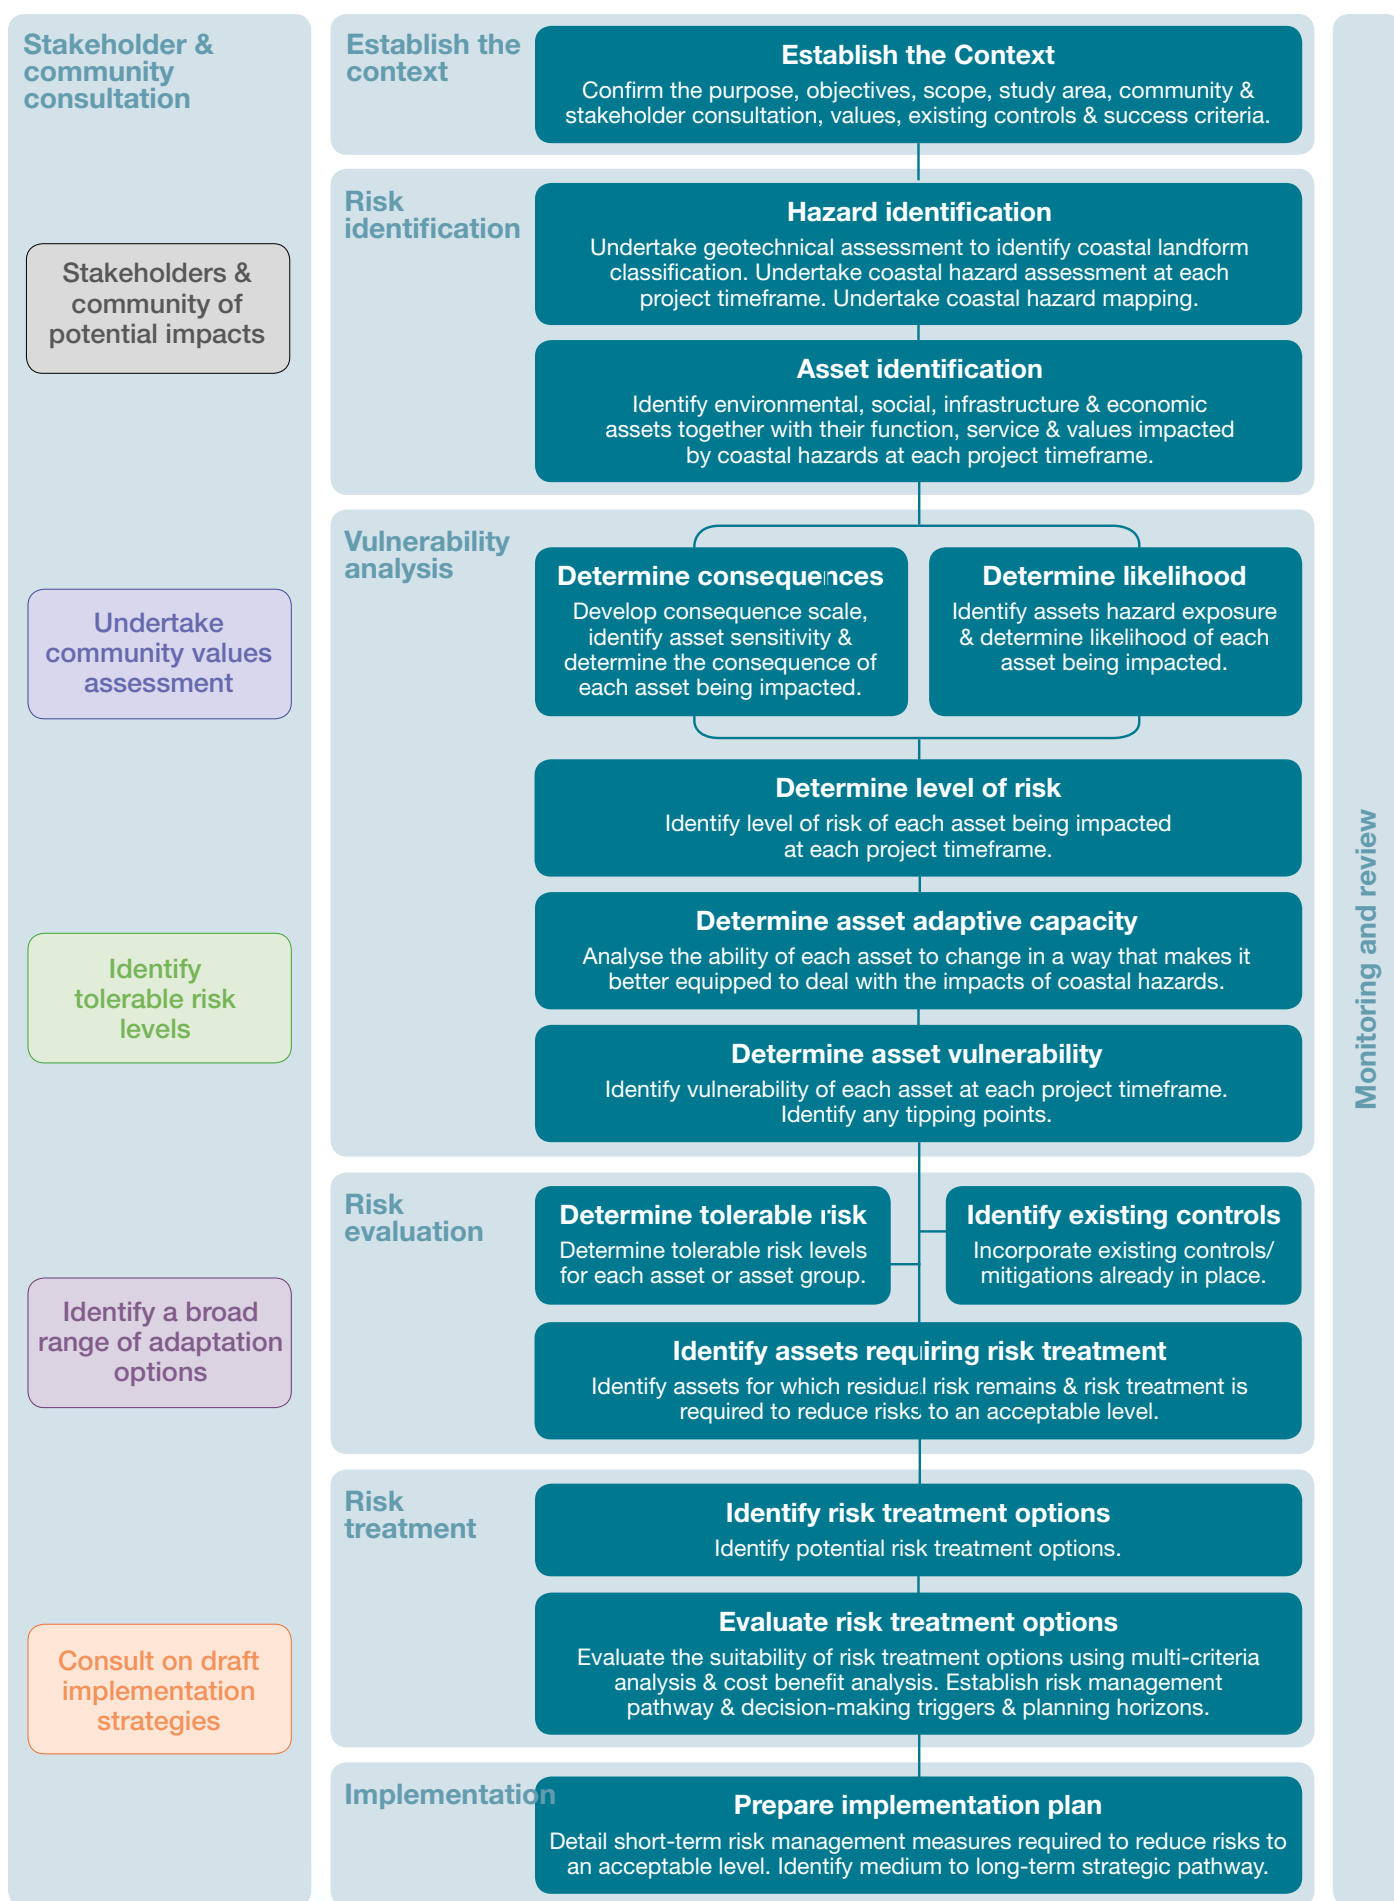 Stakeholder &
community
consultation
Stakeholders &
community of
potential impacts
Undertake
community values
assessment
Identify
tolerable risk
levels
Identify a broad
range of adaptation
options
Consult on draft
implementation
strategies
Establish the
context
Establish the Context
Confirm the purpose, objectives, scope, study area, community &
stakeholder consultation, values, existing controls & success criteria.
Risk
identification
Hazard identification
Undertake geotechnical assessment to identify coastal landform
classification. Undertake coastal hazard assessment at each
project timeframe. Undertake coastal hazard mapping.
Asset identification
Identify environmental, social, infrastructure & economic
assets together with their function, service & values impacted
by coastal hazards at each project timeframe.
Vulnerability
analysis
Determine consequences
Develop consequence scale,
identify asset sensitivity &
determine the consequence of
each asset being impacted.
Determine likelihood
Identify assets hazard exposure
& determine likelihood of each
asset being impacted.
Determine level of risk
Identify level of risk of each asset being impacted
at each project timeframe.
Determine asset adaptive capacity
Analyse the ability of each asset to change in a way that makes it
better equipped to deal with the impacts of coastal hazards.
Determine asset vulnerability
Identify vulnerability of each asset at each project timeframe.
Identify any tipping points.
Risk
evaluation
Determine tolerable risk
Determine tolerable risk levels
for each asset or asset group.
Identify existing controls
Incorporate existing controls/
mitigations already in place.
Identify assets requiring risk treatment
Identify assets for which residual risk remains & risk treatment is
required to reduce risks to an acceptable level.
Risk
treatment
Identify risk treatment options
Identify potential risk treatment options.
Evaluate risk treatment options
Evaluate the suitability of risk treatment options using multi-criteria
analysis & cost benefit analysis. Establish risk management
pathway & decision-making triggers & planning horizons.
Implementation
Prepare implementation plan
Detail short-term risk management measures required to reduce risks to
an acceptable level. Identify medium to long-term strategic pathway.
Monitoring and review